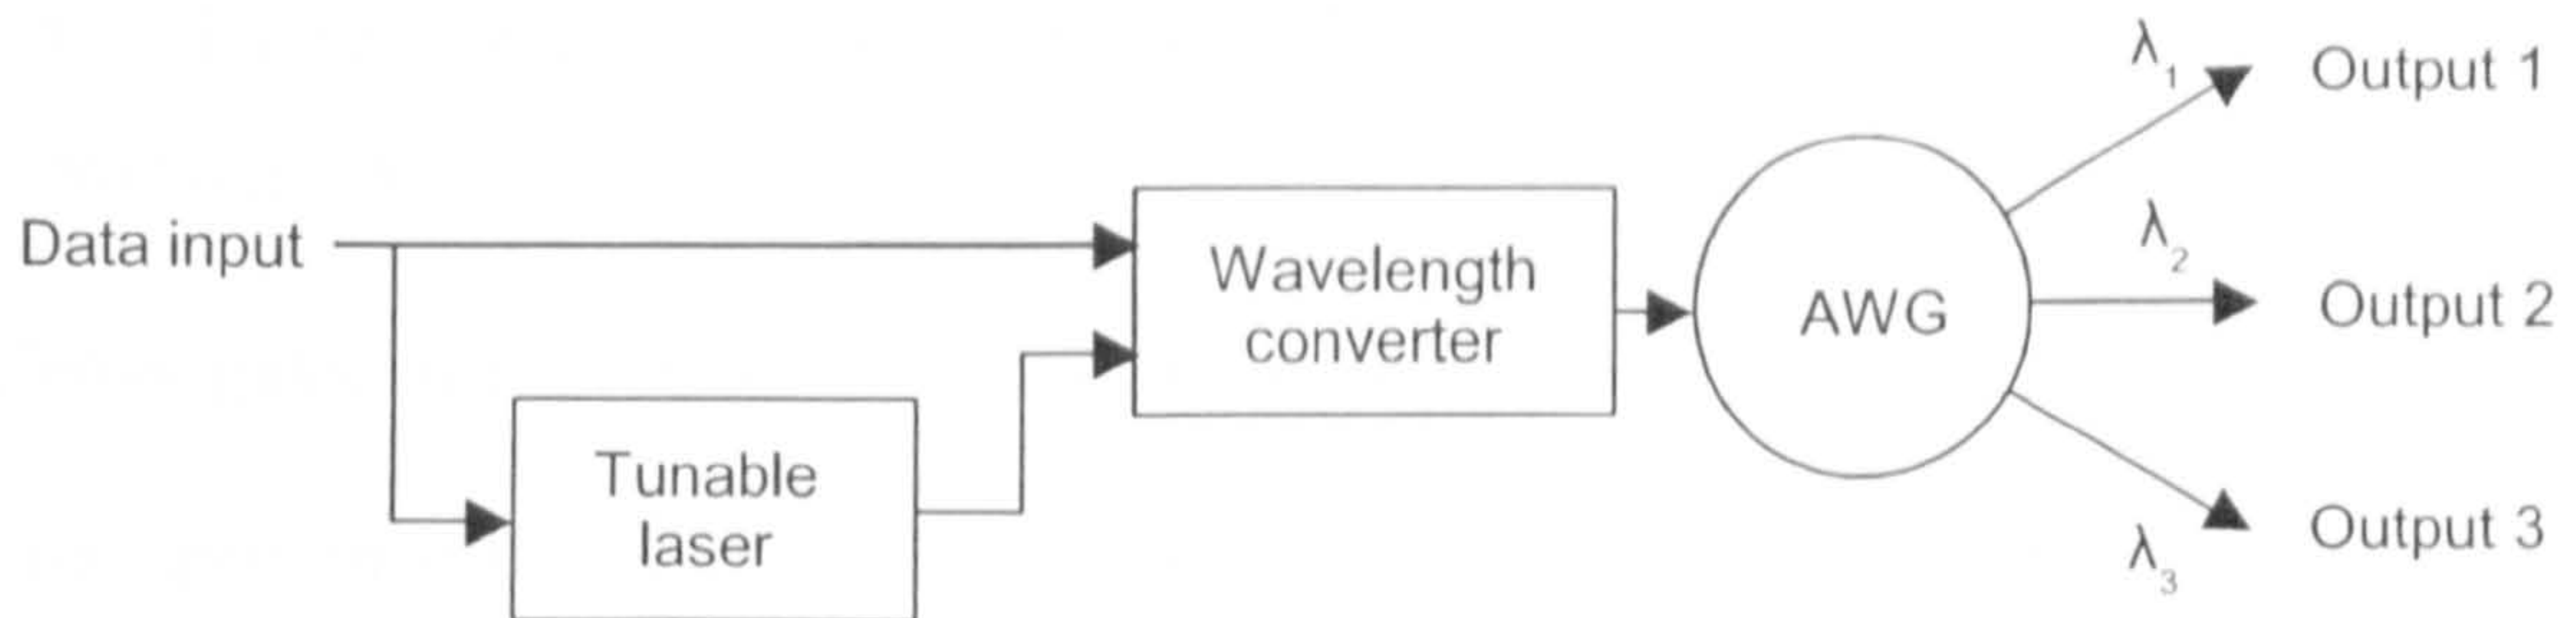 λ1
Output 1
Data input
Wavelength
converter
AWG
λ2
Output 2
Tunable
laser
λ3
Output 3